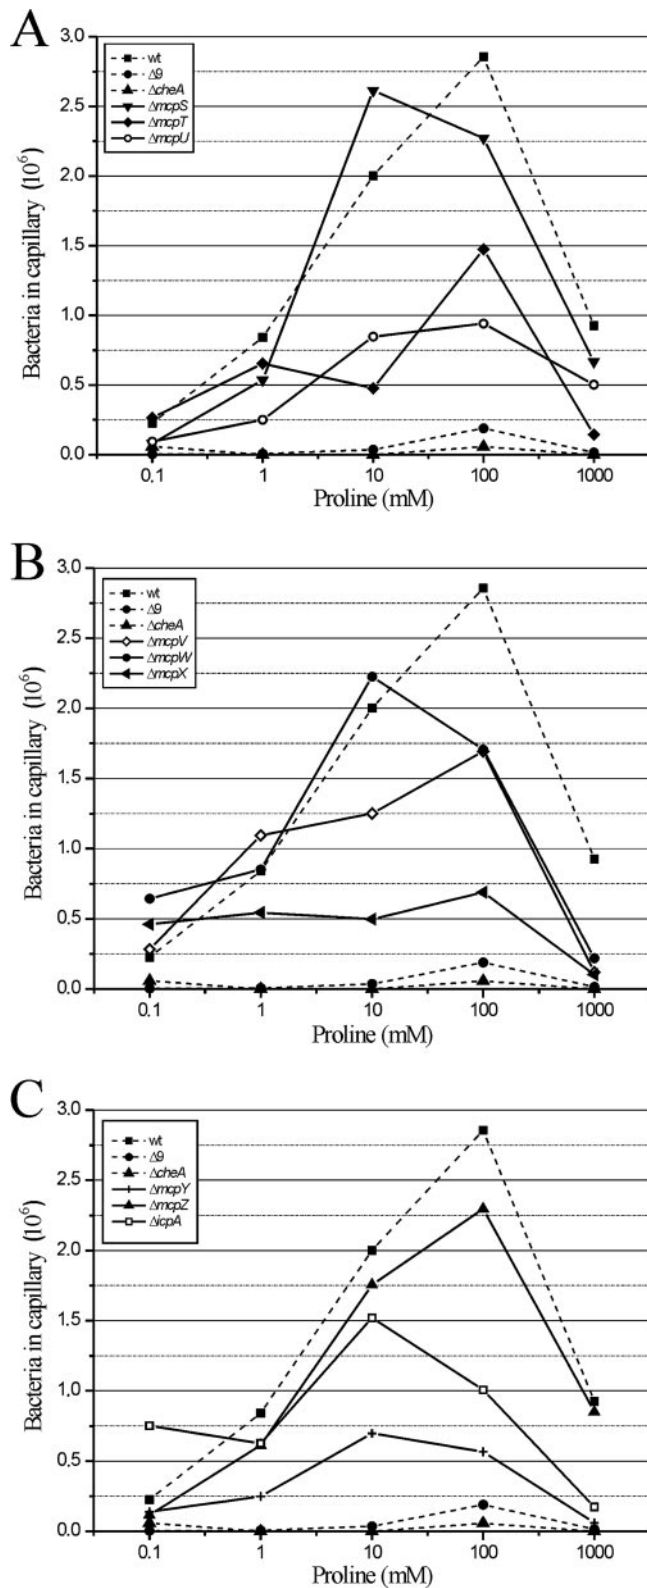 A
3.0
2.5
2.0
1.5
1.0
0.5
0.0
Bacteria in capillary (10⁶)
wt
Δ9
ΔcheA
ΔmcpS
ΔmcpT
ΔmcpU
0.1 1 10 100 1000
Proline (mM)
B
3.0
2.5
2.0
1.5
1.0
0.5
0.0
Bacteria in capillary (10⁶)
wt
Δ9
ΔcheA
ΔmcpV
ΔmcpW
ΔmcpX
0.1 1 10 100 1000
Proline (mM)
C
3.0
2.5
2.0
1.5
1.0
0.5
0.0
Bacteria in capillary (10⁶)
wt
Δ9
ΔcheA
ΔmcpY
ΔmcpZ
ΔicpA
0.1 1 10 100 1000
Proline (mM)